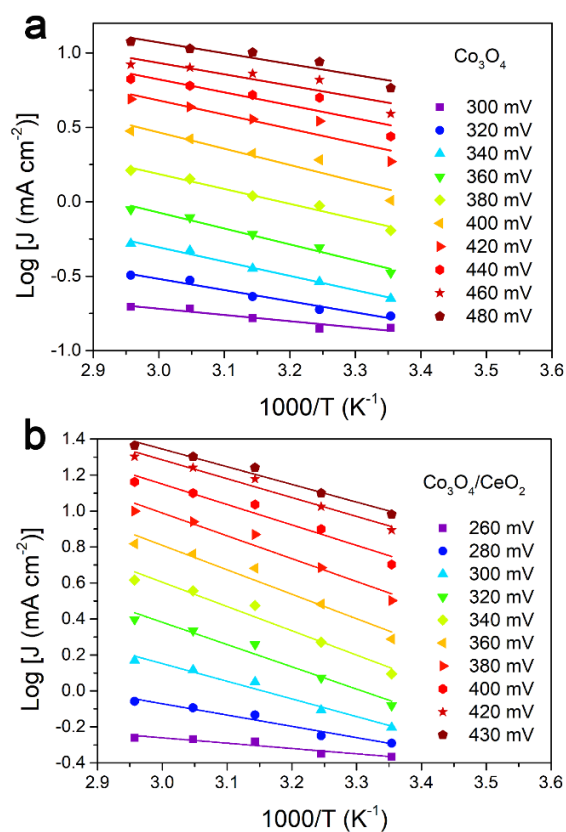 a
Co₃O₄
300 mV
320 mV
340 mV
360 mV
380 mV
400 mV
420 mV
440 mV
460 mV
480 mV
Log [J (mA cm⁻²)]
1.0
0.5
0.0
-0.5
-1.0
2.9 3.0 3.1 3.2 3.3 3.4 3.5 3.6
1000/T (K⁻¹)
b
Co₃O₄/CeO₂
260 mV
280 mV
300 mV
320 mV
340 mV
360 mV
380 mV
400 mV
420 mV
430 mV
Log [J (mA cm⁻²)]
1.4
1.2
1.0
0.8
0.6
0.4
0.2
0.0
-0.2
-0.4
2.9 3.0 3.1 3.2 3.3 3.4 3.5 3.6
1000/T (K⁻¹)